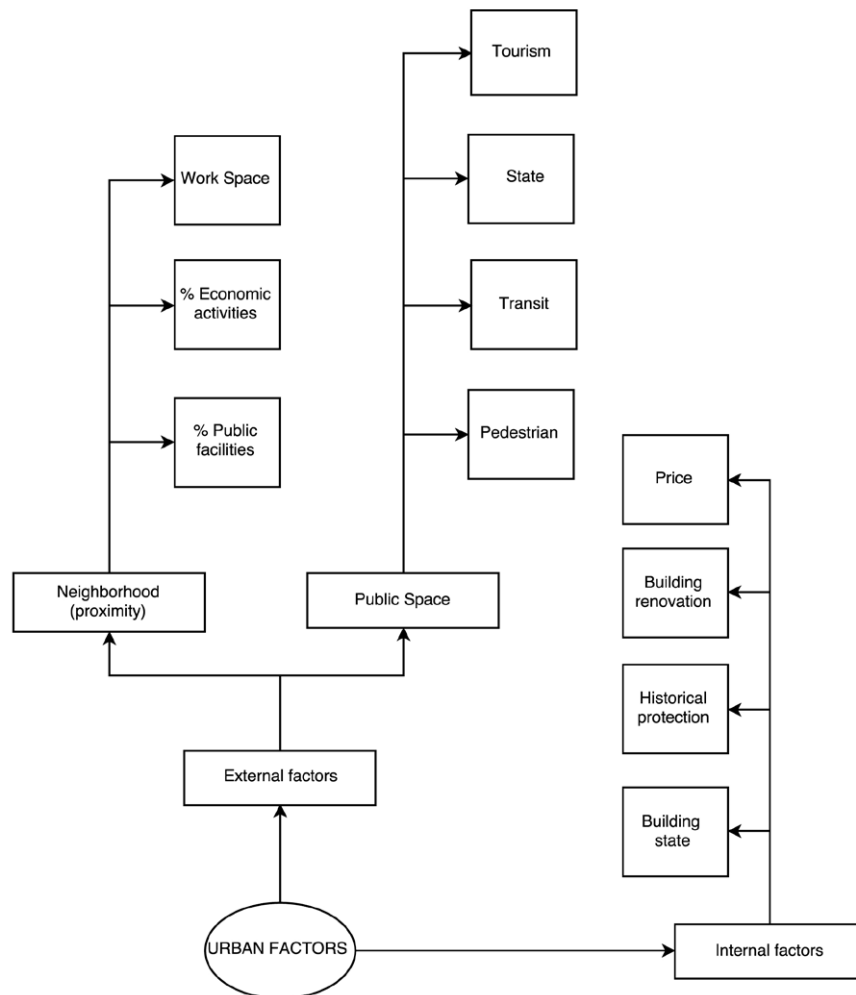 Tourism
Work Space
State
% Economic
activities
Transit
% Public
facilities
Pedestrian
Price
Neighborhood
(proximity)
Public Space
Building
renovation
Historical
protection
External factors
Building
state
URBAN FACTORS
Internal factors